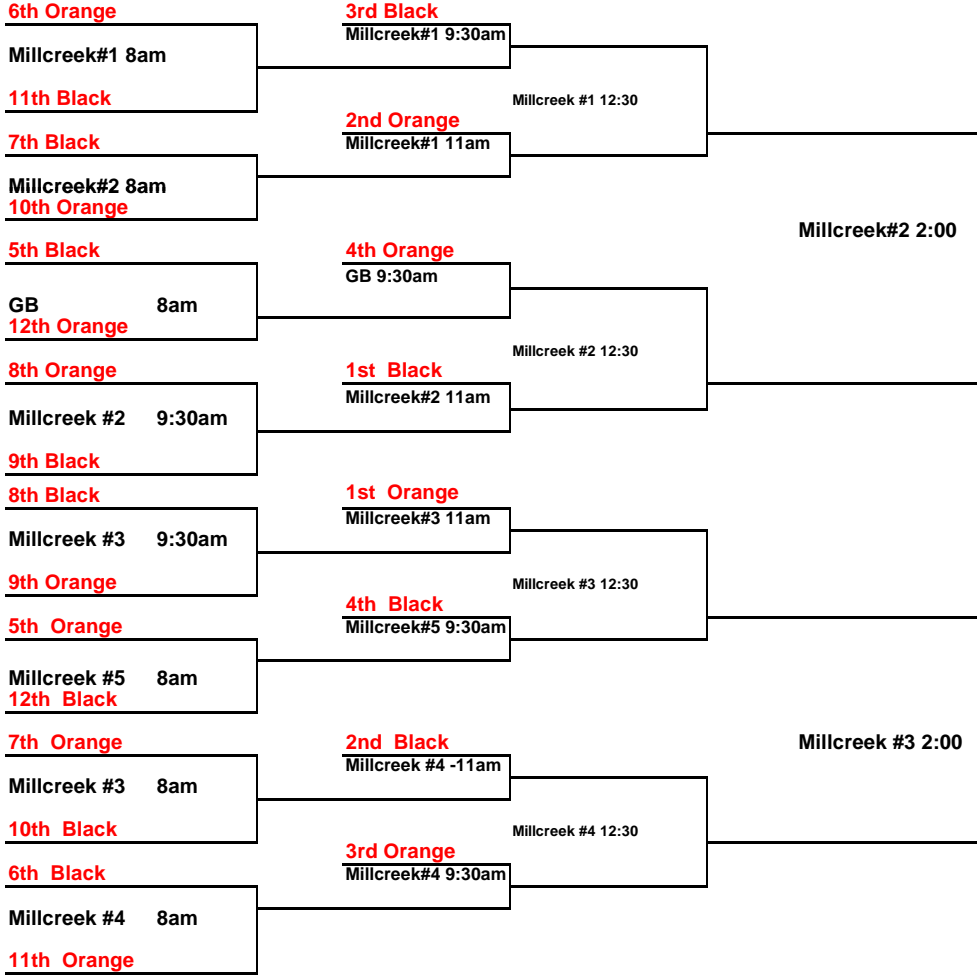 6th Orange
Millcreek#1 8am
11th Black
7th Black
Millcreek#2 8am
10th Orange
5th Black
GB 8am
12th Orange
8th Orange
Millcreek #2 9:30am
9th Black
8th Black
Millcreek #3 9:30am
9th Orange
5th Orange
Millcreek #5 8am
12th Black
7th Orange
Millcreek #3 8am
10th Black
6th Black
Millcreek #4 8am
11th Orange
3rd Black
Millcreek#1 9:30am
2nd Orange
Millcreek#1 11am
4th Orange
GB 9:30am
1st Black
Millcreek#2 11am
1st Orange
Millcreek#3 11am
4th Black
Millcreek#5 9:30am
2nd Black
Millcreek #4 -11am
3rd Orange
Millcreek#4 9:30am
Millcreek #1 12:30
Millcreek #2 12:30
Millcreek #3 12:30
Millcreek #4 12:30
Millcreek#2 2:00
Millcreek #3 2:00